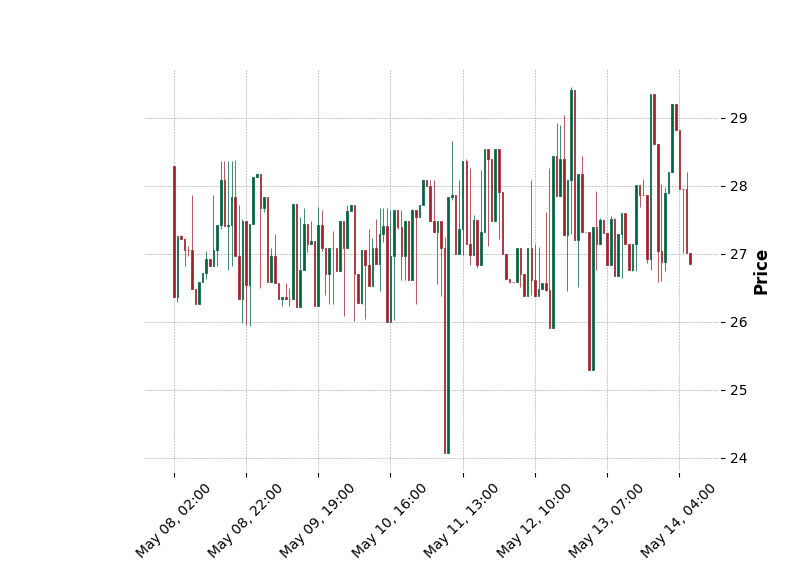 29
28
27
26
25
24
Price
May 08, 02:00
May 08, 22:00
May 09, 19:00
May 10, 16:00
May 11, 13:00
May 12, 10:00
May 13, 07:00
May 14, 04:00